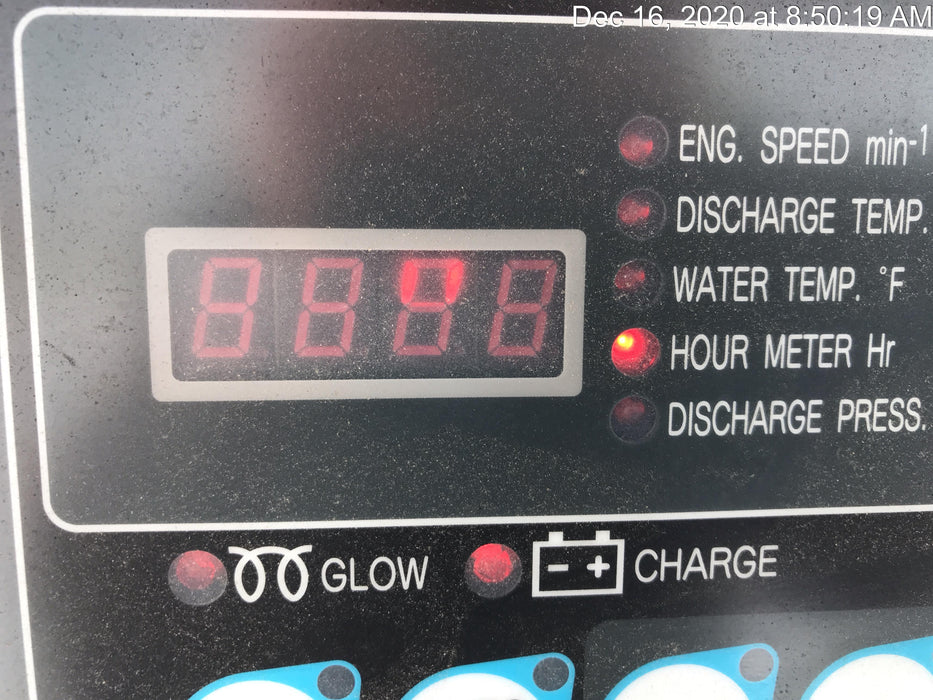 Dec 16, 2020 at 8:50:19 AM
ENG. SPEED min-1
DISCHARGE TEMP.
WATER TEMP. °F
HOUR METER Hr
DISCHARGE PRESS.
GLOW
- +
CHARGE